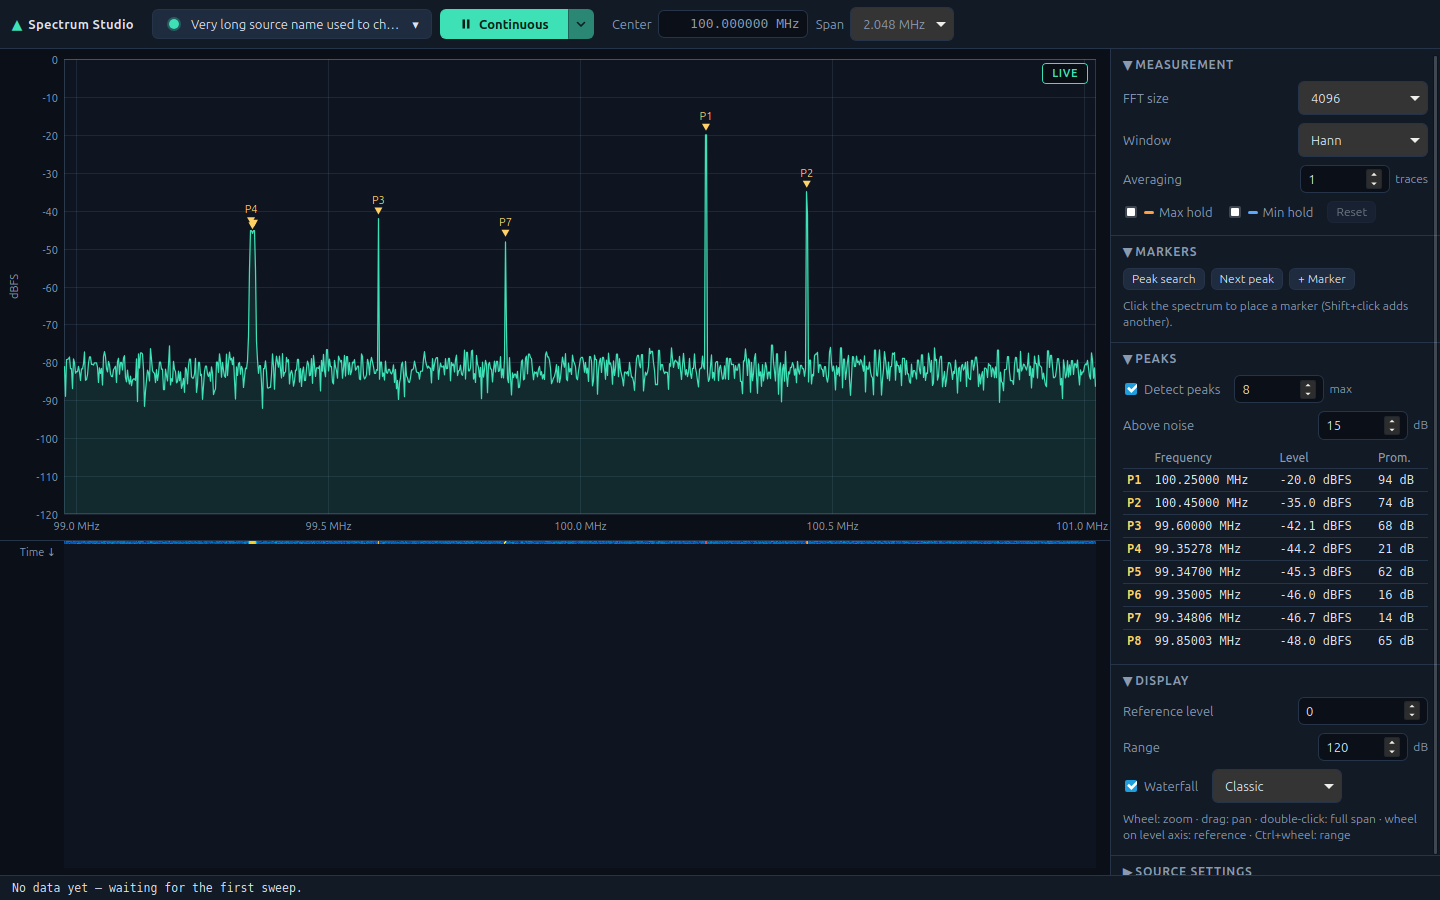 ▲ Spectrum Studio
Very long source name used to ch… ▾
Continuous
Center 100.000000 MHz
Span 2.048 MHz
LIVE
0
-10
-20
-30
-40
-50
-60
-70
-80
-90
-100
-110
-120
dBFS
P1
P2
P3
P4
P7
99.0 MHz 99.5 MHz 100.0 MHz 100.5 MHz 101.0 MHz
Time ↓
▼ MEASUREMENT
FFT size 4096
Window Hann
Averaging 1 traces
Max hold Min hold Reset
▼ MARKERS
Peak search Next peak + Marker
Click the spectrum to place a marker (Shift+click adds
another).
▼ PEAKS
Detect peaks 8 max
Above noise 15 dB
Frequency Level Prom.
P1 100.25000 MHz -20.0 dBFS 94 dB
P2 100.45000 MHz -35.0 dBFS 74 dB
P3 99.60000 MHz -42.1 dBFS 68 dB
P4 99.35278 MHz -44.2 dBFS 21 dB
P5 99.34700 MHz -45.3 dBFS 62 dB
P6 99.35005 MHz -46.0 dBFS 16 dB
P7 99.34806 MHz -46.7 dBFS 14 dB
P8 99.85003 MHz -48.0 dBFS 65 dB
▼ DISPLAY
Reference level 0
Range 120 dB
Waterfall Classic
Wheel: zoom · drag: pan · double-click: full span · wheel
on level axis: reference · Ctrl+wheel: range
▶ SOURCE SETTINGS
No data yet — waiting for the first sweep.